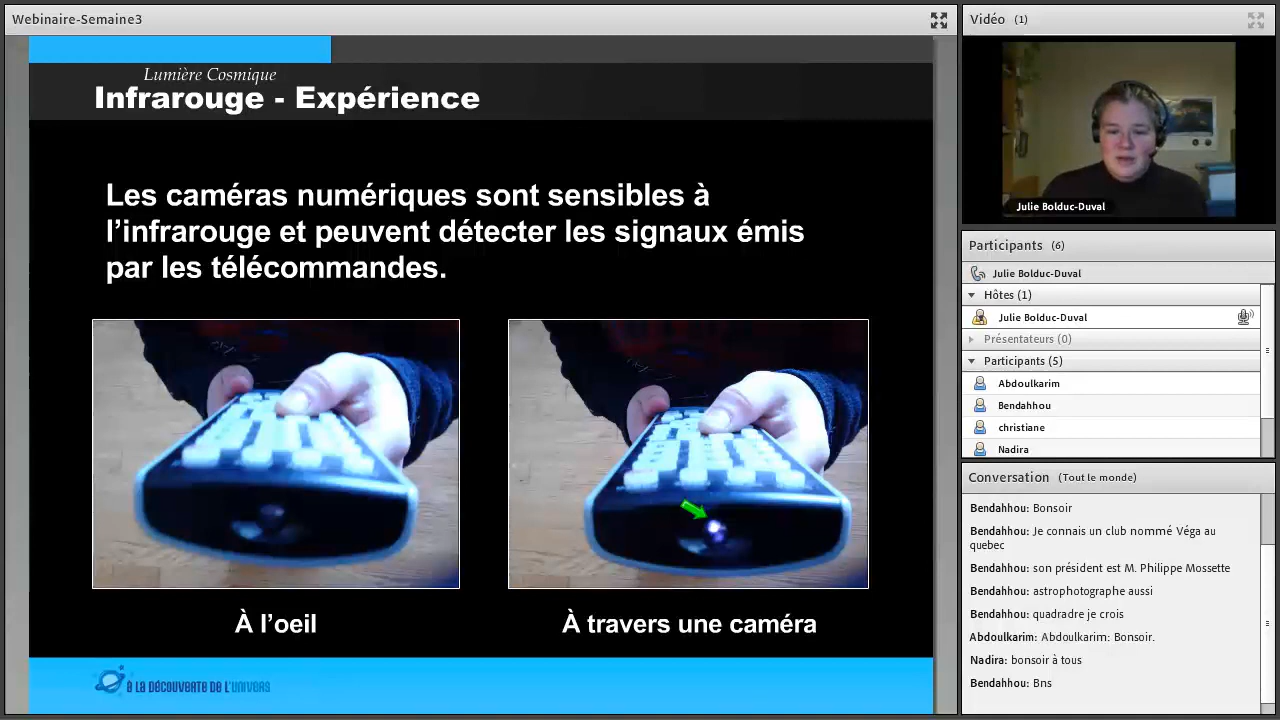 Webinaire-Semaine3
Lumière Cosmique
Infrarouge - Expérience
Les caméras numériques sont sensibles à
l’infrarouge et peuvent détecter les signaux émis
par les télécommandes.
À l’oeil
À travers une caméra
À LA DÉCOUVERTE DE L'UNIVERS
Vidéo (1)
Julie Bolduc-Duval
Participants (6)
Julie Bolduc-Duval
Hôtes (1)
Julie Bolduc-Duval
Présentateurs (0)
Participants (5)
Abdoulkarim
Bendahhou
christiane
Nadira
Conversation (Tout le monde)
Bendahhou: Bonsoir
Bendahhou: Je connais un club nommé Véga au
quebec
Bendahhou: son président est M. Philippe Mossette
Bendahhou: astrophotographe aussi
Bendahhou: quadradre je crois
Abdoulkarim: Abdoulkarim: Bonsoir.
Nadira: bonsoir à tous
Bendahhou: Bns